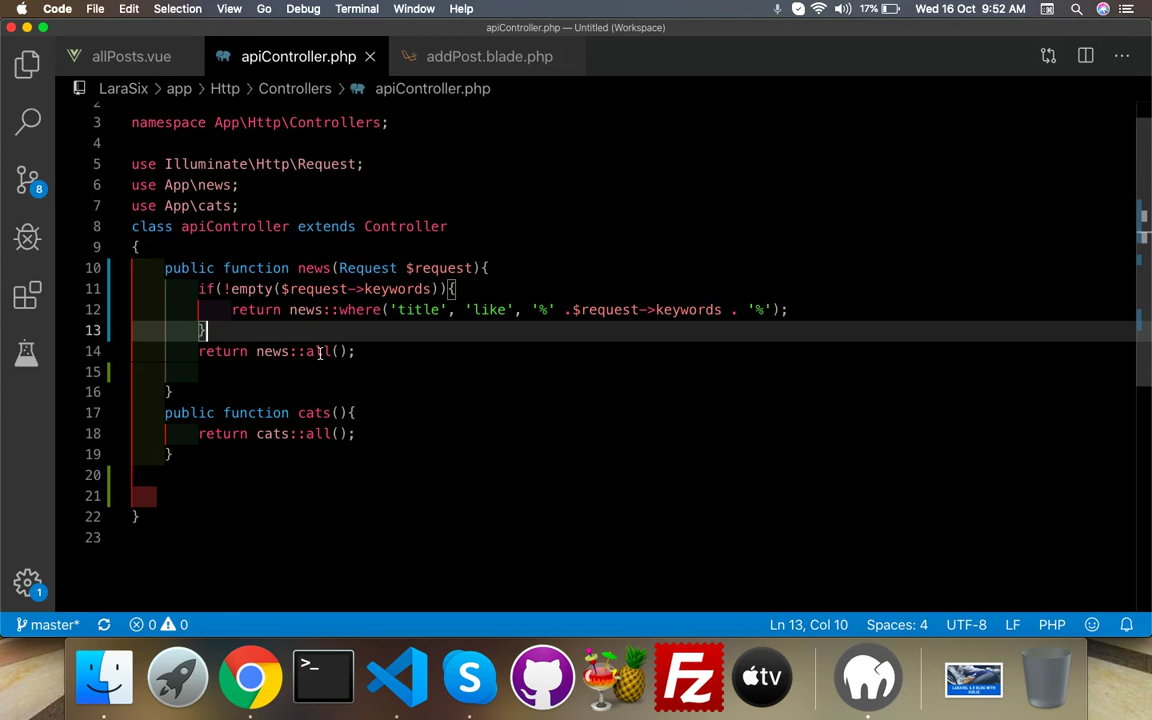 Code File Edit Selection View Go Debug Terminal Window Help 17% Wed 16 Oct 9:52 AM
apiController.php — Untitled (Workspace)
allPosts.vue apiController.php addPost.blade.php
LaraSix › app › Http › Controllers › apiController.php
2
3 namespace App\Http\Controllers;
4
5 use Illuminate\Http\Request;
6 use App\news;
7 use App\cats;
8 class apiController extends Controller
9 {
10 public function news(Request $request){
11 if(!empty($request->keywords)){
12 return news::where('title', 'like', '%' .$request->keywords . '%');
13 }
14 return news::all();
15
16 }
17 public function cats(){
18 return cats::all();
19 }
20
21
22 }
23
8
1
master* 0 0 Ln 13, Col 10 Spaces: 4 UTF-8 LF PHP
>_ S Fz tv